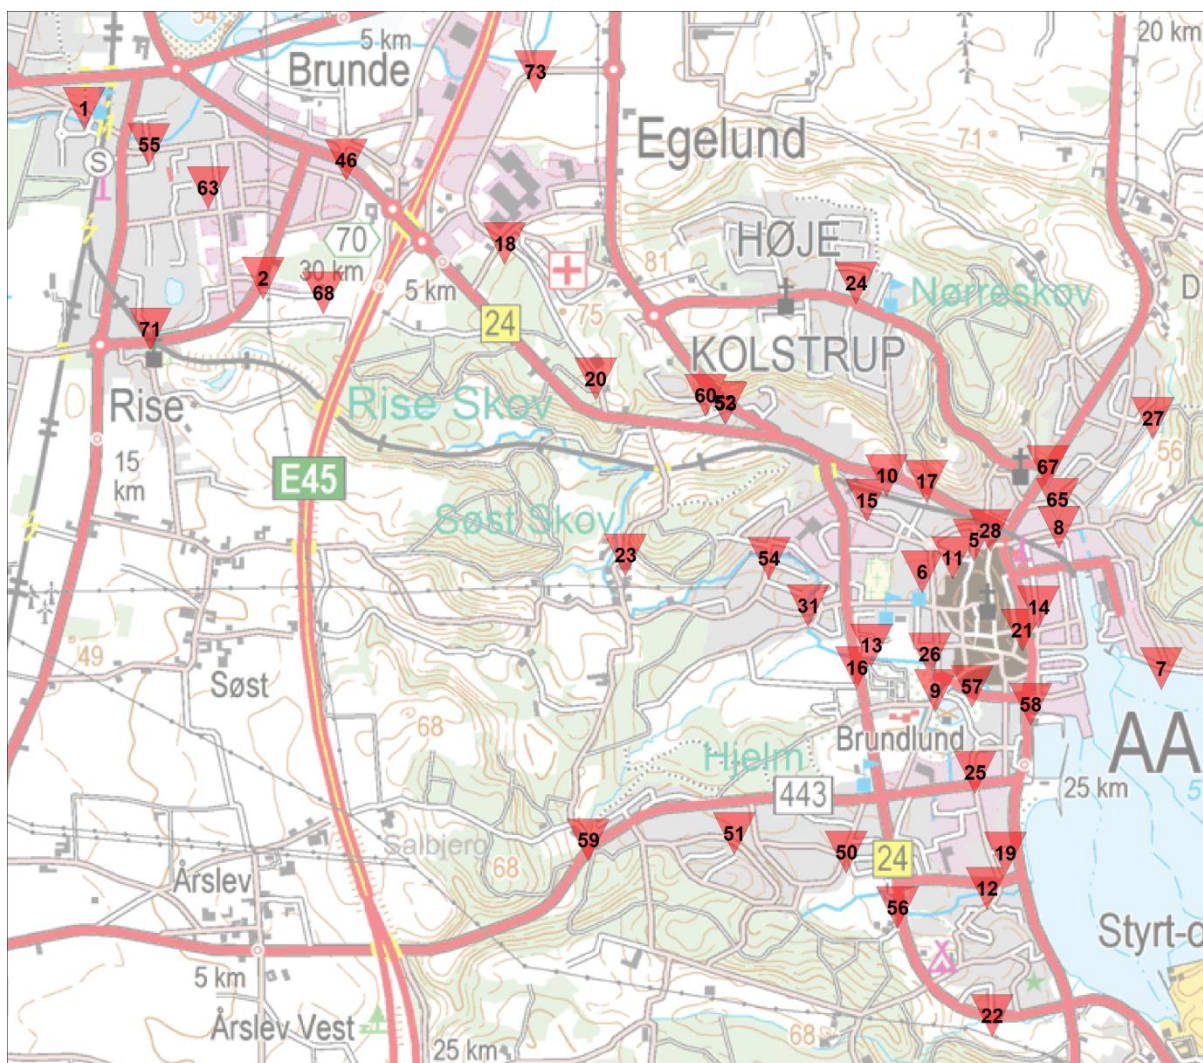 54
5 km
20 km
Brunde
73
1
Egelund
71
55
46
S
63
HØJE
70
18
81
24
2
30 km
68
5 km
Nørreskov
D
24
75
71
KOLSTRUP
20
Rise
Rise Skov
60
27
56
15
km
E45
67
10
17
15
65
Søst Skov
8
28
5
23
54
11
6
31
14
21
49
13
26
16
7
Søst
9
57
68
58
Hjelm
Brundlund
AA
25
443
25 km
5
51
59
Salbjerg
68
50
24
19
Årslev
12
56
Styrt-o
5 km
Årslev Vest
22
68
25 km